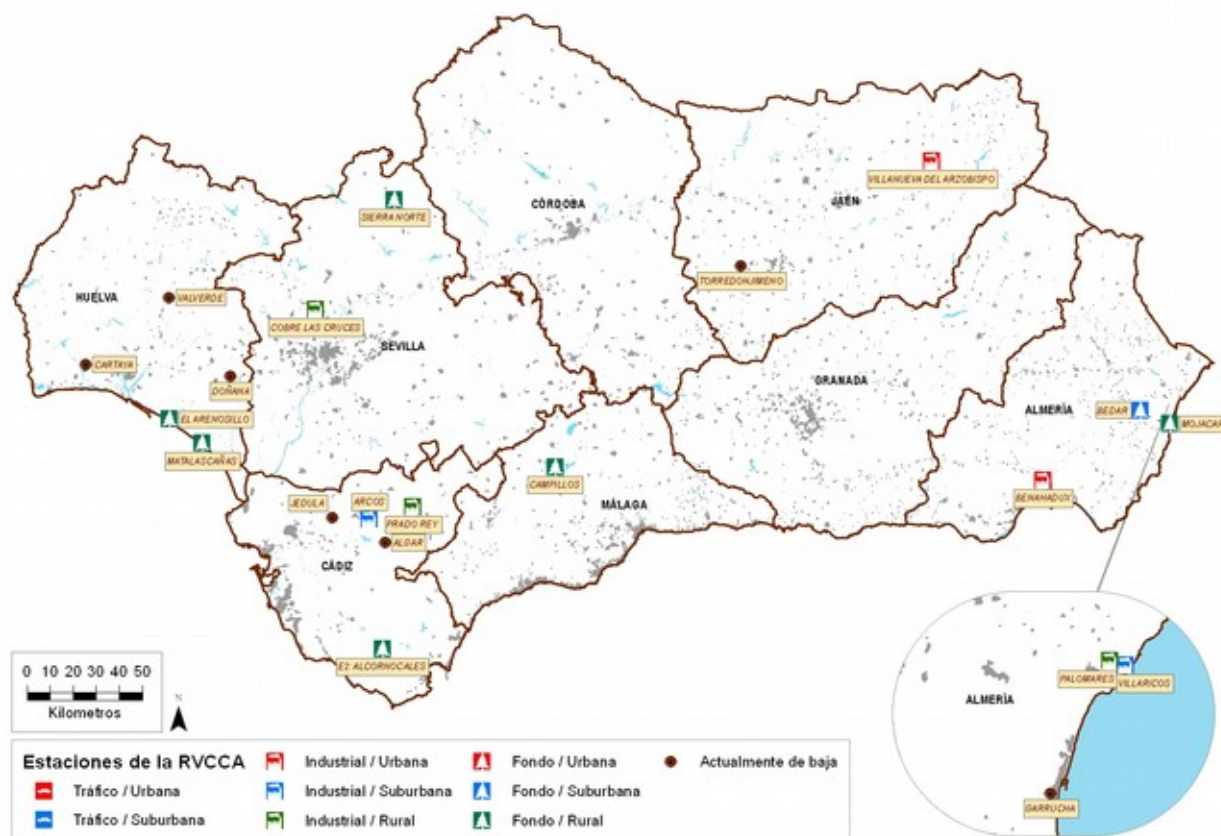 VILLANUEVA DEL ARZOBISPO
JAÉN
SIERRA NORTE
CÓRDOBA
TORREDONJIMENO
HUELVA
VALVERDE
COBRE LAS CRUCES
SEVILLA
CARTAYA
DOÑANA
GRANADA
ALMERÍA
BEDAR
MOJACAR
EL ARENOSILLO
MATALASCAÑAS
CAMPILLOS
BENAHADUX
JEDULA
ARCOS
PRADO REY
MÁLAGA
ALGAR
CÁDIZ
E2: ALCORNOCALES
PALOMARES
VILLARICOS
ALMERÍA
GARRUCHA
0 10 20 30 40 50
Kilometros
N
Estaciones de la RVCCA
Tráfico / Urbana
Tráfico / Suburbana
Industrial / Urbana
Industrial / Suburbana
Industrial / Rural
Fondo / Urbana
Fondo / Suburbana
Fondo / Rural
Actualmente de baja